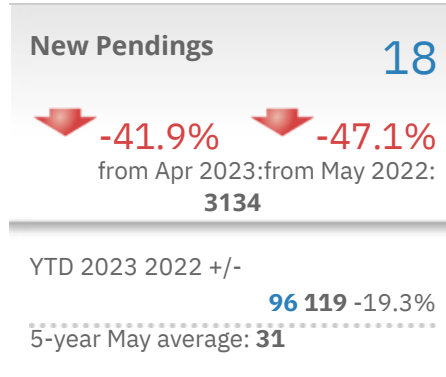 New Pendings
18
-41.9% -47.1%
from Apr 2023:from May 2022:
3134
YTD 2023 2022 +/-
96 119 -19.3%
5-year May average: 31